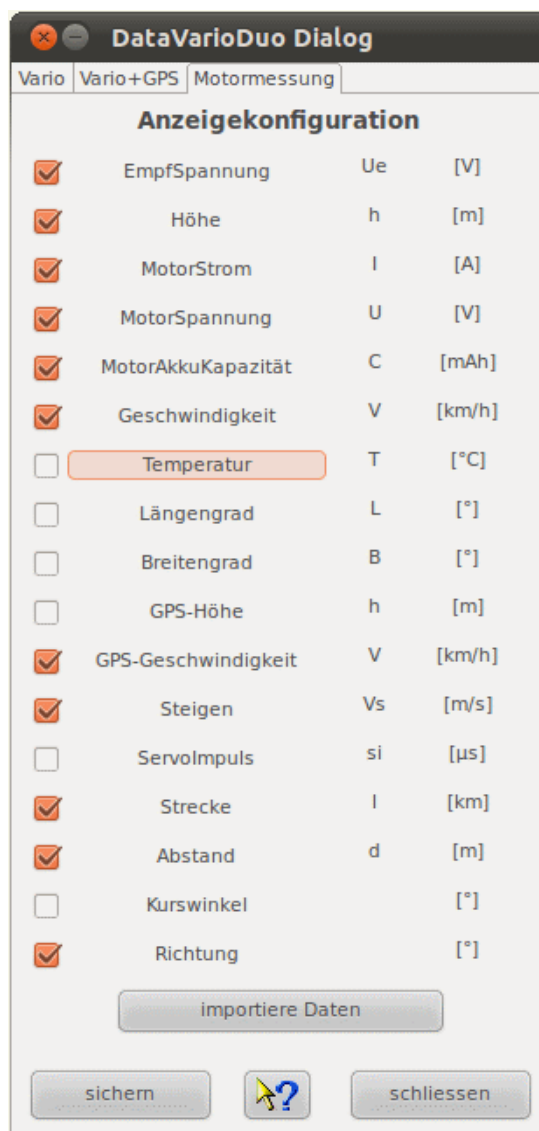 DataVarioDuo Dialog
Vario Vario+GPS Motormessung
Anzeigekonfiguration
EmpfSpannung Ue [V]
Höhe h [m]
MotorStrom I [A]
MotorSpannung U [V]
MotorAkkuKapazität C [mAh]
Geschwindigkeit V [km/h]
Temperatur T [°C]
Längengrad L [°]
Breitengrad B [°]
GPS-Höhe h [m]
GPS-Geschwindigkeit V [km/h]
Steigen Vs [m/s]
ServoImpuls si [µs]
Strecke l [km]
Abstand d [m]
Kurswinkel [°]
Richtung [°]
importiere Daten
sichern ? schliessen